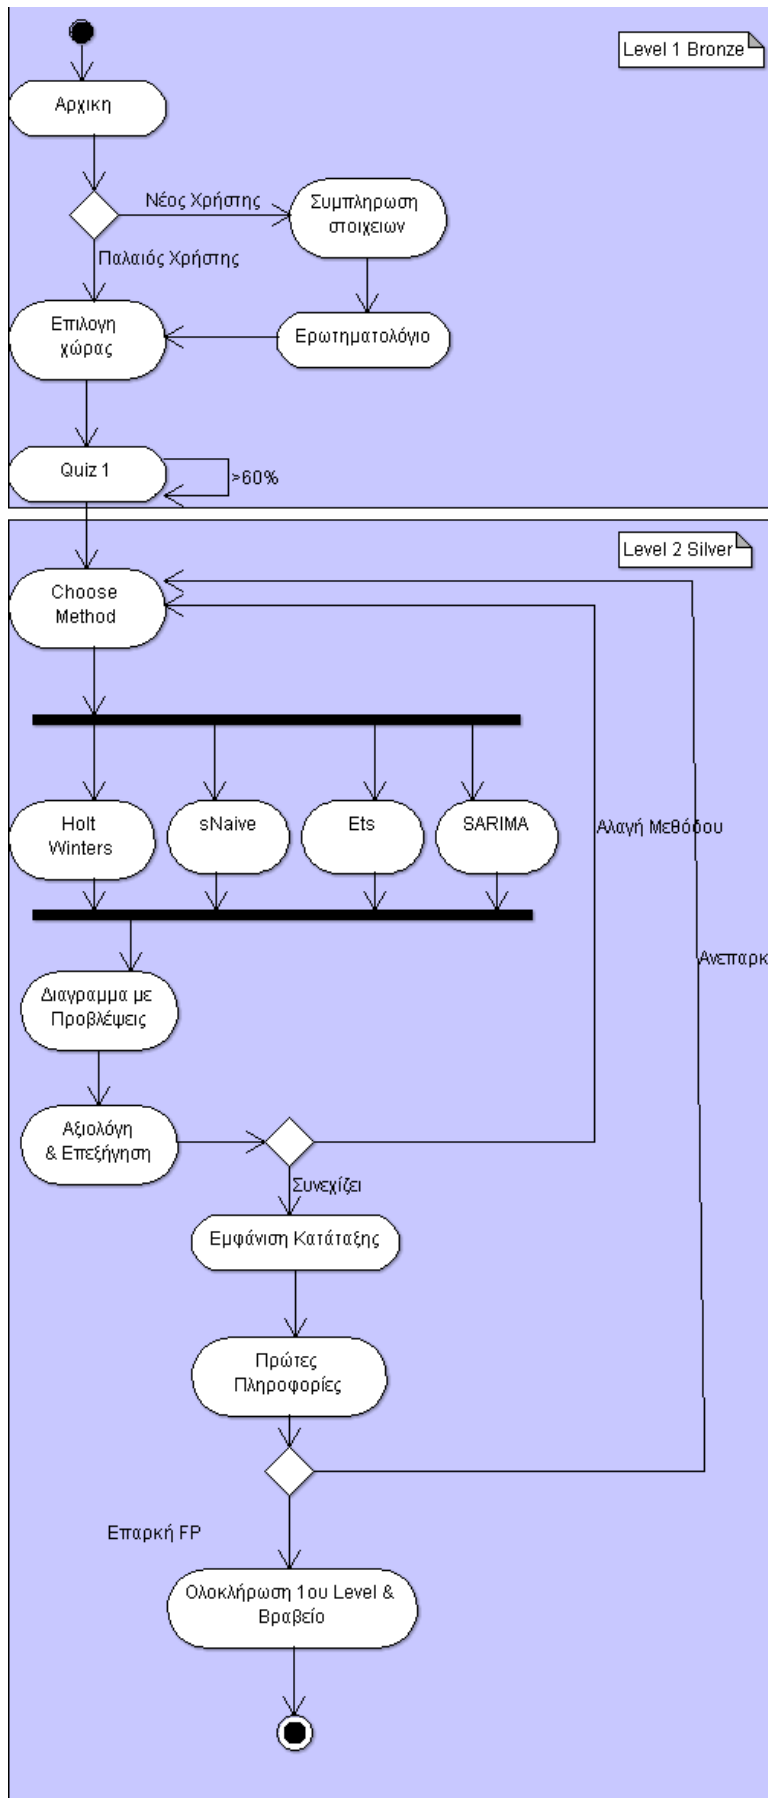 Level 1 Bronze
Αρχικη
Νέος Χρήστης
Συμπληρωση
στοιχειων
Παλαιός Χρήστης
Επιλογη
χώρας
Ερωτηματολόγιο
Quiz 1
>60%
Level 2 Silver
Choose
Method
Holt
Winters
sNaive
Ets
SARIMA
Αλαγή Μεθόδου
Ανεπαρκ
Διαγραμμα με
Προβλέψεις
Αξιολόγη
& Επεξήγηση
Συνεχίζει
Εμφάνιση Κατάταξης
Πρώτες
Πληροφορίες
Επαρκή FP
Ολοκλήρωση 1ου Level &
Βραβείο